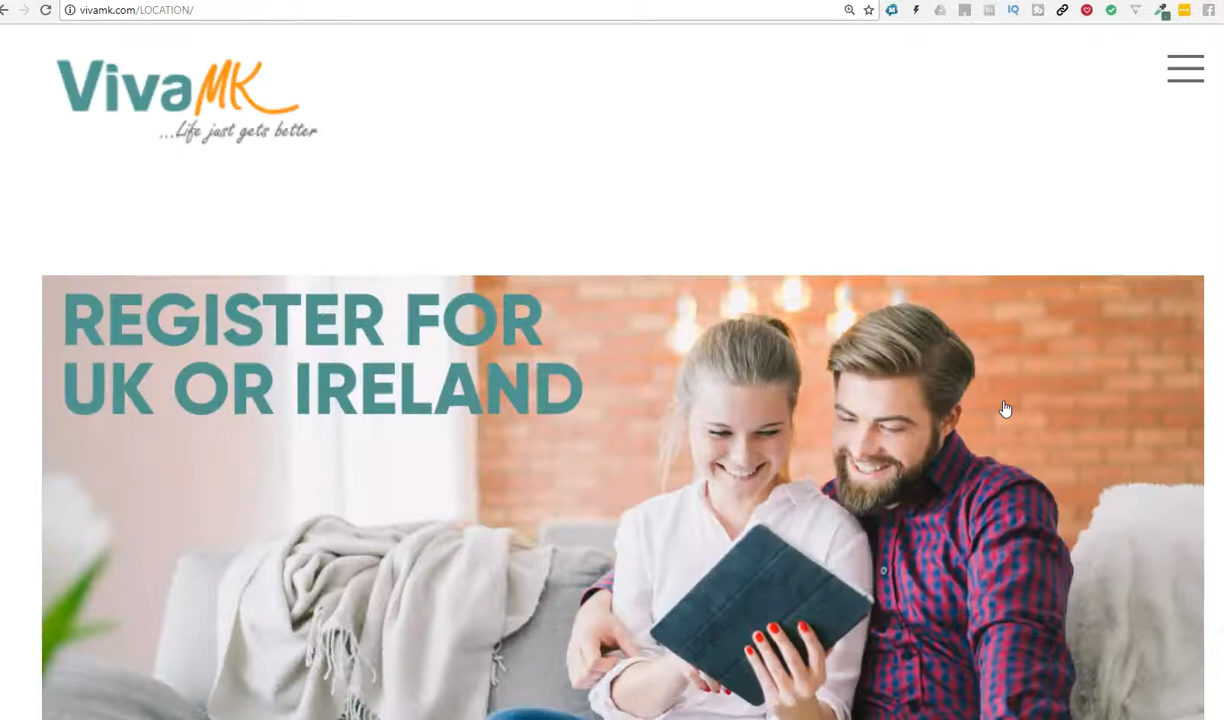 vivamk.com/LOCATION/
VivaMK
...Life just gets better
REGISTER FOR
UK OR IRELAND